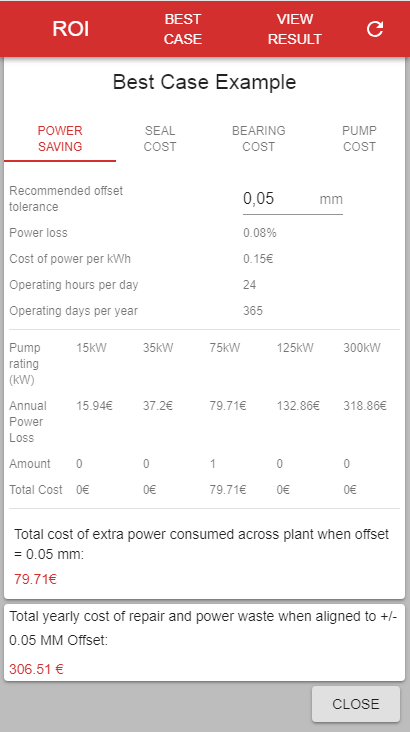 ROI
BEST
CASE
VIEW
RESULT
Best Case Example
POWER
SAVING
SEAL
COST
BEARING
COST
PUMP
COST
Recommended offset
tolerance
0,05 mm
Power loss 0.08%
Cost of power per kWh 0.15€
Operating hours per day 24
Operating days per year 365
Pump
rating
(kW)
15kW 35kW 75kW 125kW 300kW
Annual
Power
Loss
15.94€ 37.2€ 79.71€ 132.86€ 318.86€
Amount 0 0 1 0 0
Total Cost 0€ 0€ 79.71€ 0€ 0€
Total cost of extra power consumed across plant when offset
= 0.05 mm:
79.71€
Total yearly cost of repair and power waste when aligned to +/-
0.05 MM Offset:
306.51 €
CLOSE